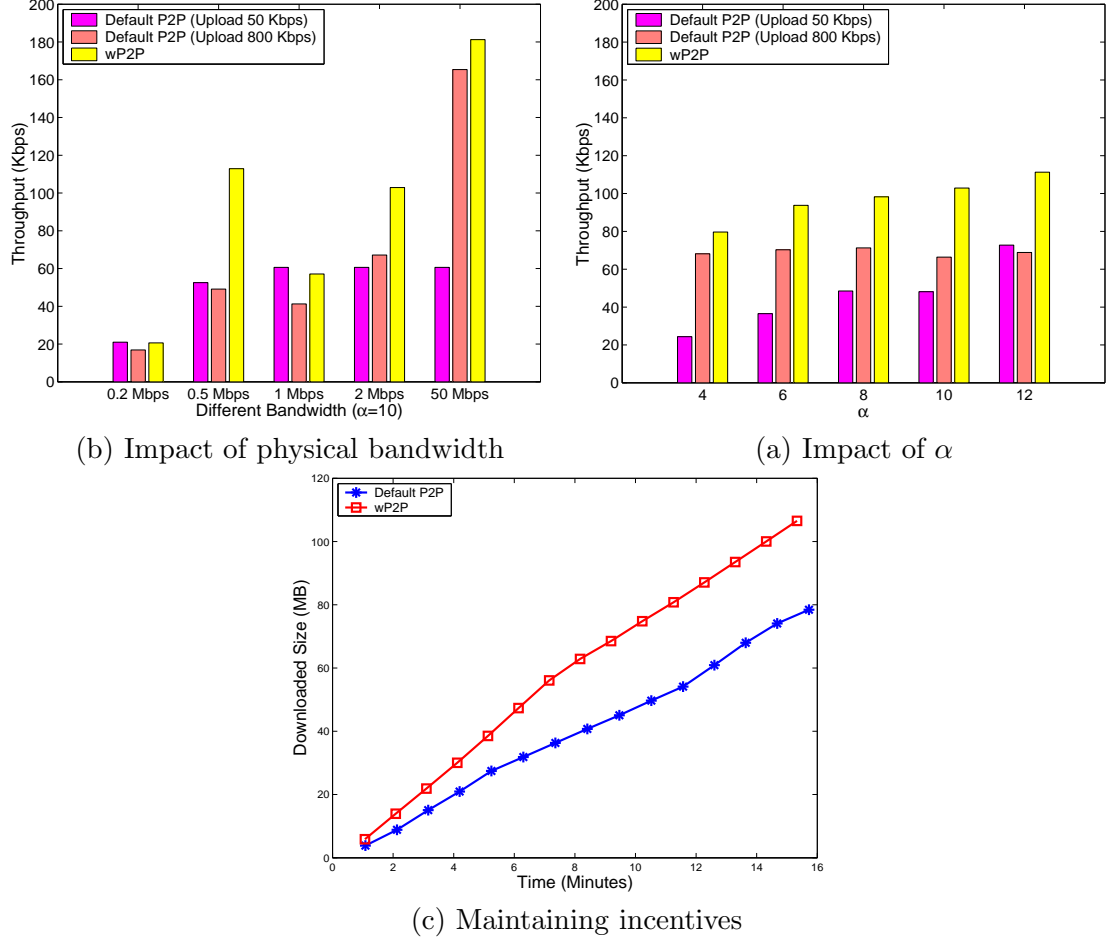 200
180
160
140
120
100
80
60
40
20
0
Throughput (Kbps)
Default P2P (Upload 50 Kbps)
Default P2P (Upload 800 Kbps)
wP2P
0.2 Mbps 0.5 Mbps 1 Mbps 2 Mbps 50 Mbps
Different Bandwidth (α=10)
(b) Impact of physical bandwidth
200
180
160
140
120
100
80
60
40
20
0
Throughput (Kbps)
Default P2P (Upload 50 Kbps)
Default P2P (Upload 800 Kbps)
wP2P
4 6 8 10 12
α
(a) Impact of α
120
100
80
60
40
20
0
Downloaded Size (MB)
Default P2P
wP2P
0 2 4 6 8 10 12 14 16
Time (Minutes)
(c) Maintaining incentives